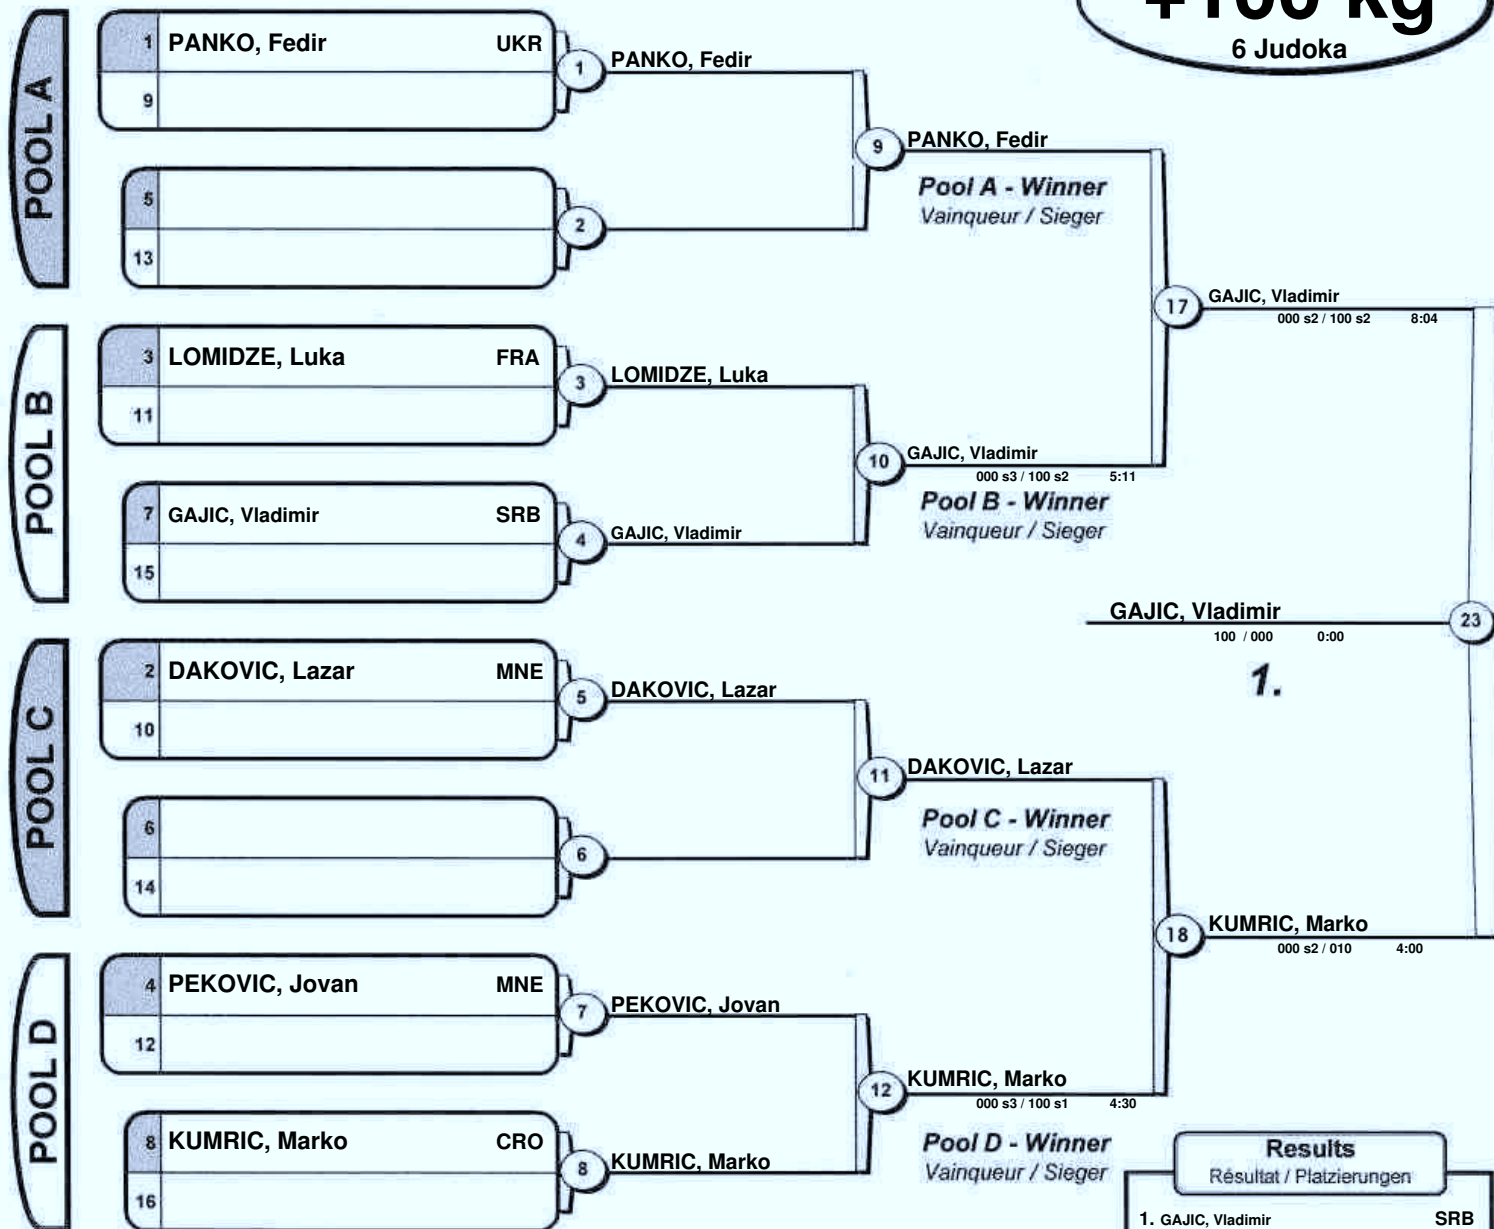 +100 kg
6 Judoka
POOL A
1 PANKO, Fedir UKR
9
1 PANKO, Fedir
5
13
2
9 PANKO, Fedir
Pool A - Winner
Vainqueur / Sieger
POOL B
3 LOMIDZE, Luka FRA
11
3 LOMIDZE, Luka
7 GAJIC, Vladimir SRB
15
4 GAJIC, Vladimir
10 GAJIC, Vladimir
000 s3 / 100 s2 5:11
Pool B - Winner
Vainqueur / Sieger
17 GAJIC, Vladimir
000 s2 / 100 s2 8:04
GAJIC, Vladimir 23
100 / 000 0:00
1.
POOL C
2 DAKOVIC, Lazar MNE
10
5 DAKOVIC, Lazar
6
14
6
11 DAKOVIC, Lazar
Pool C - Winner
Vainqueur / Sieger
POOL D
4 PEKOVIC, Jovan MNE
12
7 PEKOVIC, Jovan
8 KUMRIC, Marko CRO
16
8 KUMRIC, Marko
12 KUMRIC, Marko
000 s3 / 100 s1 4:30
Pool D - Winner
Vainqueur / Sieger
18 KUMRIC, Marko
000 s2 / 010 4:00
Results
Résultat / Platzierungen
1. GAJIC, Vladimir SRB